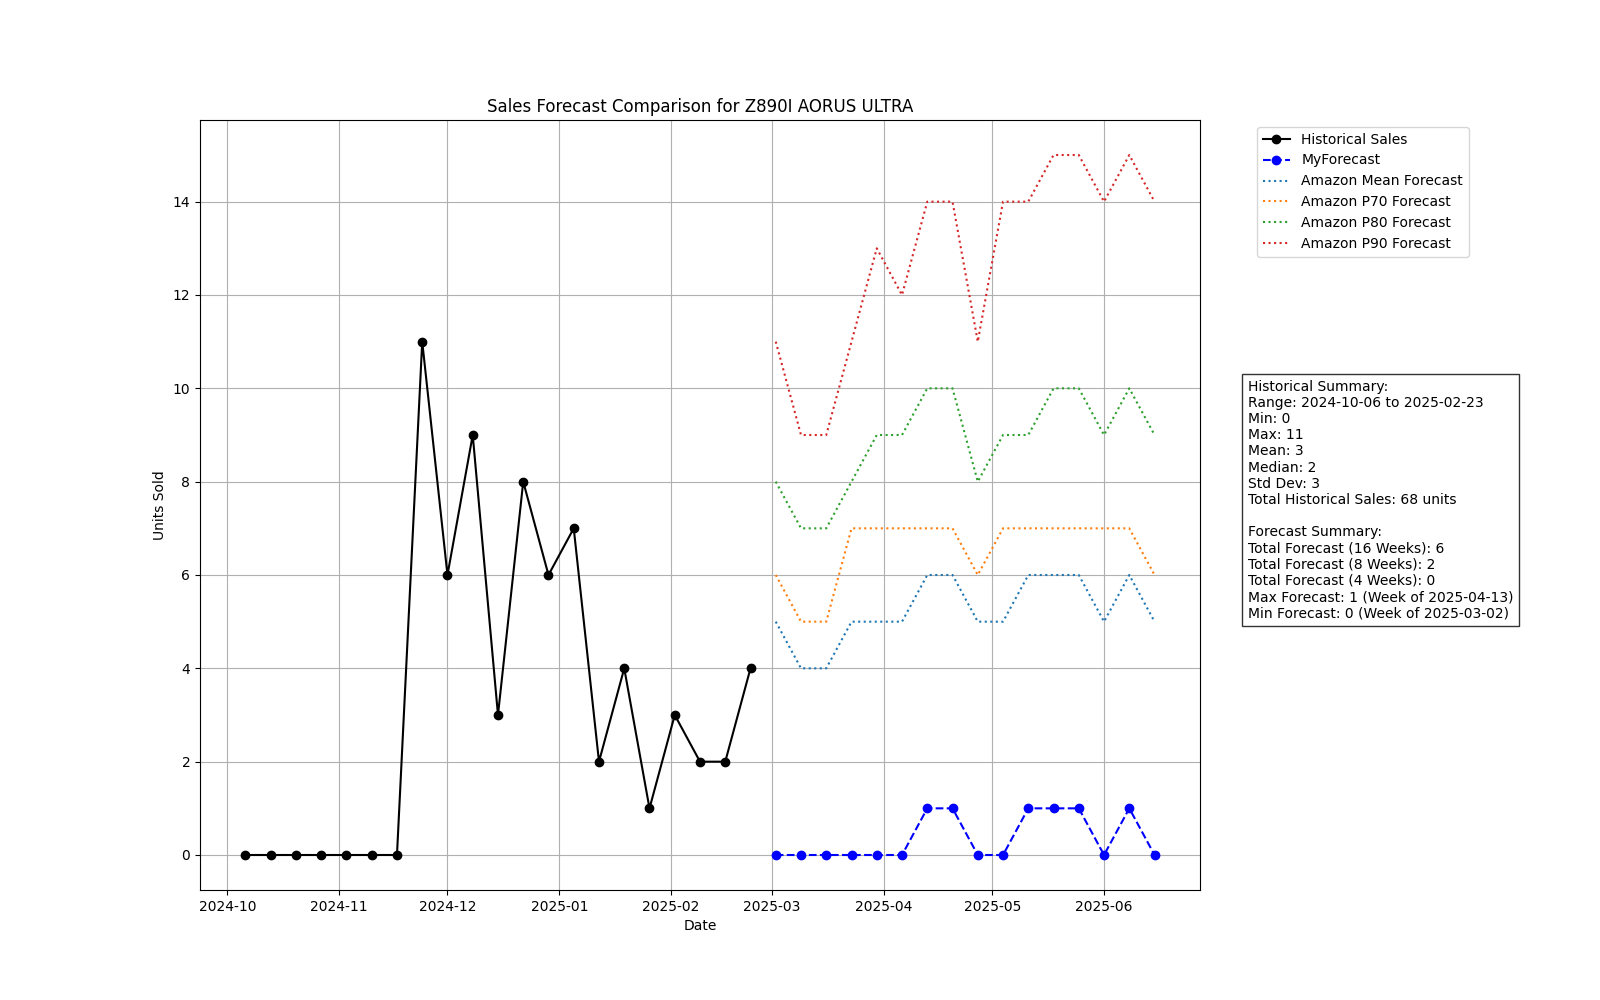 Sales Forecast Comparison for Z890I AORUS ULTRA
Historical Sales
MyForecast
Amazon Mean Forecast
Amazon P70 Forecast
Amazon P80 Forecast
Amazon P90 Forecast
14
12
10
8
6
4
2
0
Units Sold
2024-10
2024-11
2024-12
2025-01
2025-02
2025-03
2025-04
2025-05
2025-06
Date
Historical Summary:
Range: 2024-10-06 to 2025-02-23
Min: 0
Max: 11
Mean: 3
Median: 2
Std Dev: 3
Total Historical Sales: 68 units
Forecast Summary:
Total Forecast (16 Weeks): 6
Total Forecast (8 Weeks): 2
Total Forecast (4 Weeks): 0
Max Forecast: 1 (Week of 2025-04-13)
Min Forecast: 0 (Week of 2025-03-02)